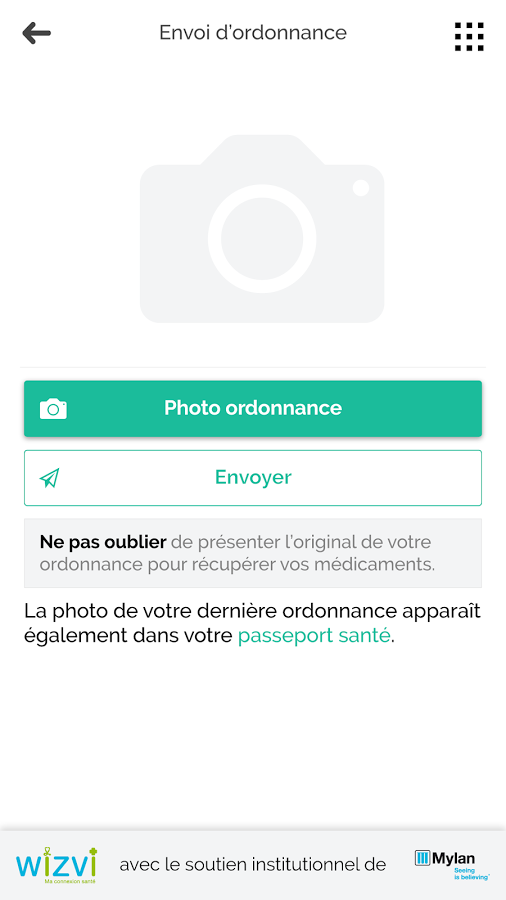 Envoi d'ordonnance
Photo ordonnance
Envoyer
Ne pas oublier de présenter l'original de votre
ordonnance pour récupérer vos médicaments.
La photo de votre dernière ordonnance apparaît
également dans votre passeport santé.
wizvi
Ma connexion santé
avec le soutien institutionnel de
Mylan
Seeing
is believing